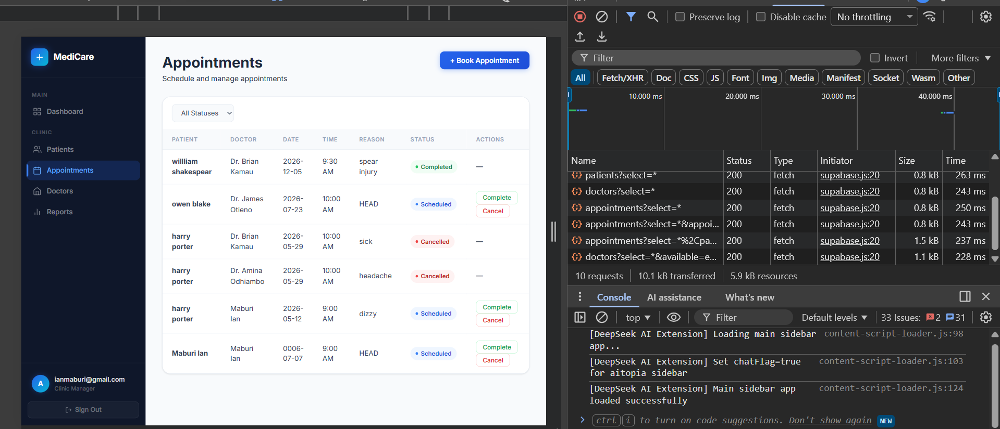 MediCare
MAIN
Dashboard
CLINIC
Patients
Appointments
Doctors
Reports
A
ianmaburi@gmail.com
Clinic Manager
Sign Out
Appointments
Schedule and manage appointments
+ Book Appointment
All Statuses
PATIENT DOCTOR DATE TIME REASON STATUS ACTIONS
willliam shakespear Dr. Brian Kamau 2026-12-05 9:30 AM spear injury Completed —
owen blake Dr. James Otieno 2026-07-23 10:00 AM HEAD Scheduled Complete Cancel
harry porter Dr. Brian Kamau 2026-05-29 10:00 AM sick Cancelled —
harry porter Dr. Amina Odhiambo 2026-05-29 10:00 AM headache Cancelled —
harry porter Maburi Ian 2026-05-12 9:00 AM dizzy Scheduled Complete Cancel
Maburi Ian Maburi Ian 0006-07-07 9:00 AM HEAD Scheduled Complete Cancel
Preserve log Disable cache No throttling
Filter Invert More filters
All Fetch/XHR Doc CSS JS Font Img Media Manifest Socket Wasm Other
10,000 ms 20,000 ms 30,000 ms 40,000 ms
Name Status Type Initiator Size Time
patients?select=* 200 fetch supabase.js:20 0.8 kB 263 ms
doctors?select=* 200 fetch supabase.js:20 0.8 kB 243 ms
appointments?select=* 200 fetch supabase.js:20 0.8 kB 250 ms
appointments?select=*&appoi... 200 fetch supabase.js:20 0.8 kB 243 ms
appointments?select=*%2Cpa... 200 fetch supabase.js:20 1.5 kB 237 ms
doctors?select=*&available=e... 200 fetch supabase.js:20 1.1 kB 228 ms
10 requests 10.1 kB transferred 5.9 kB resources
Console AI assistance What's new
top Filter Default levels 33 Issues: 2 31
[DeepSeek AI Extension] Loading main sidebar content-script-loader.js:98
app...
[DeepSeek AI Extension] Set chatFlag=true content-script-loader.js:103
for aitopia sidebar
[DeepSeek AI Extension] Main sidebar app content-script-loader.js:124
loaded successfully
ctrl i to turn on code suggestions. Don't show again NEW